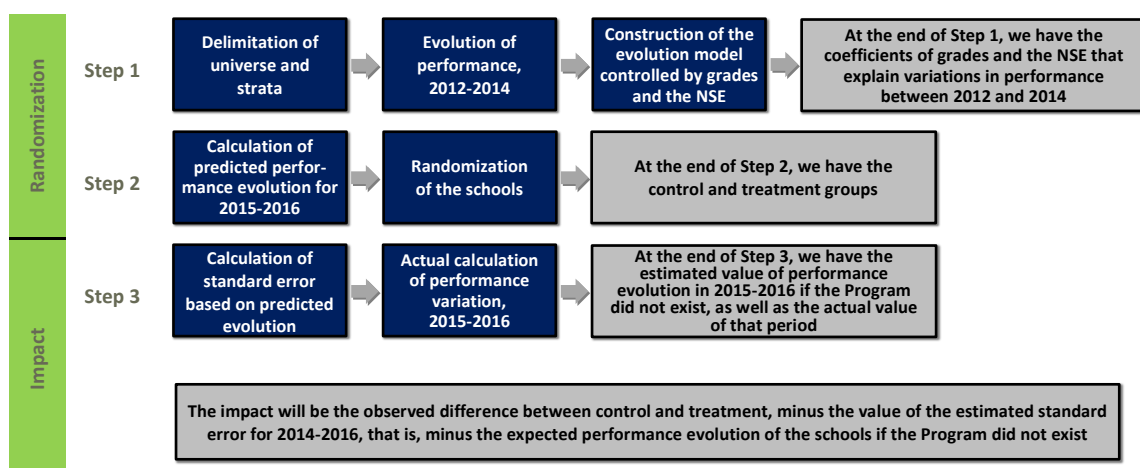 Randomization
Step 1
Delimitation of
universe and
strata
Evolution of
performance,
2012-2014
Construction of the
evolution model
controlled by grades
and the NSE
At the end of Step 1, we have the
coefficients of grades and the NSE that
explain variations in performance
between 2012 and 2014
Step 2
Calculation of
predicted perfor-
mance evolution for
2015-2016
Randomization
of the schools
At the end of Step 2, we have the
control and treatment groups
Impact
Step 3
Calculation of
standard error
based on predicted
evolution
Actual calculation
of performance
variation,
2015-2016
At the end of Step 3, we have the
estimated value of performance
evolution in 2015-2016 if the Program
did not exist, as well as the actual value
of that period
The impact will be the observed difference between control and treatment, minus the value of the estimated standard
error for 2014-2016, that is, minus the expected performance evolution of the schools if the Program did not exist